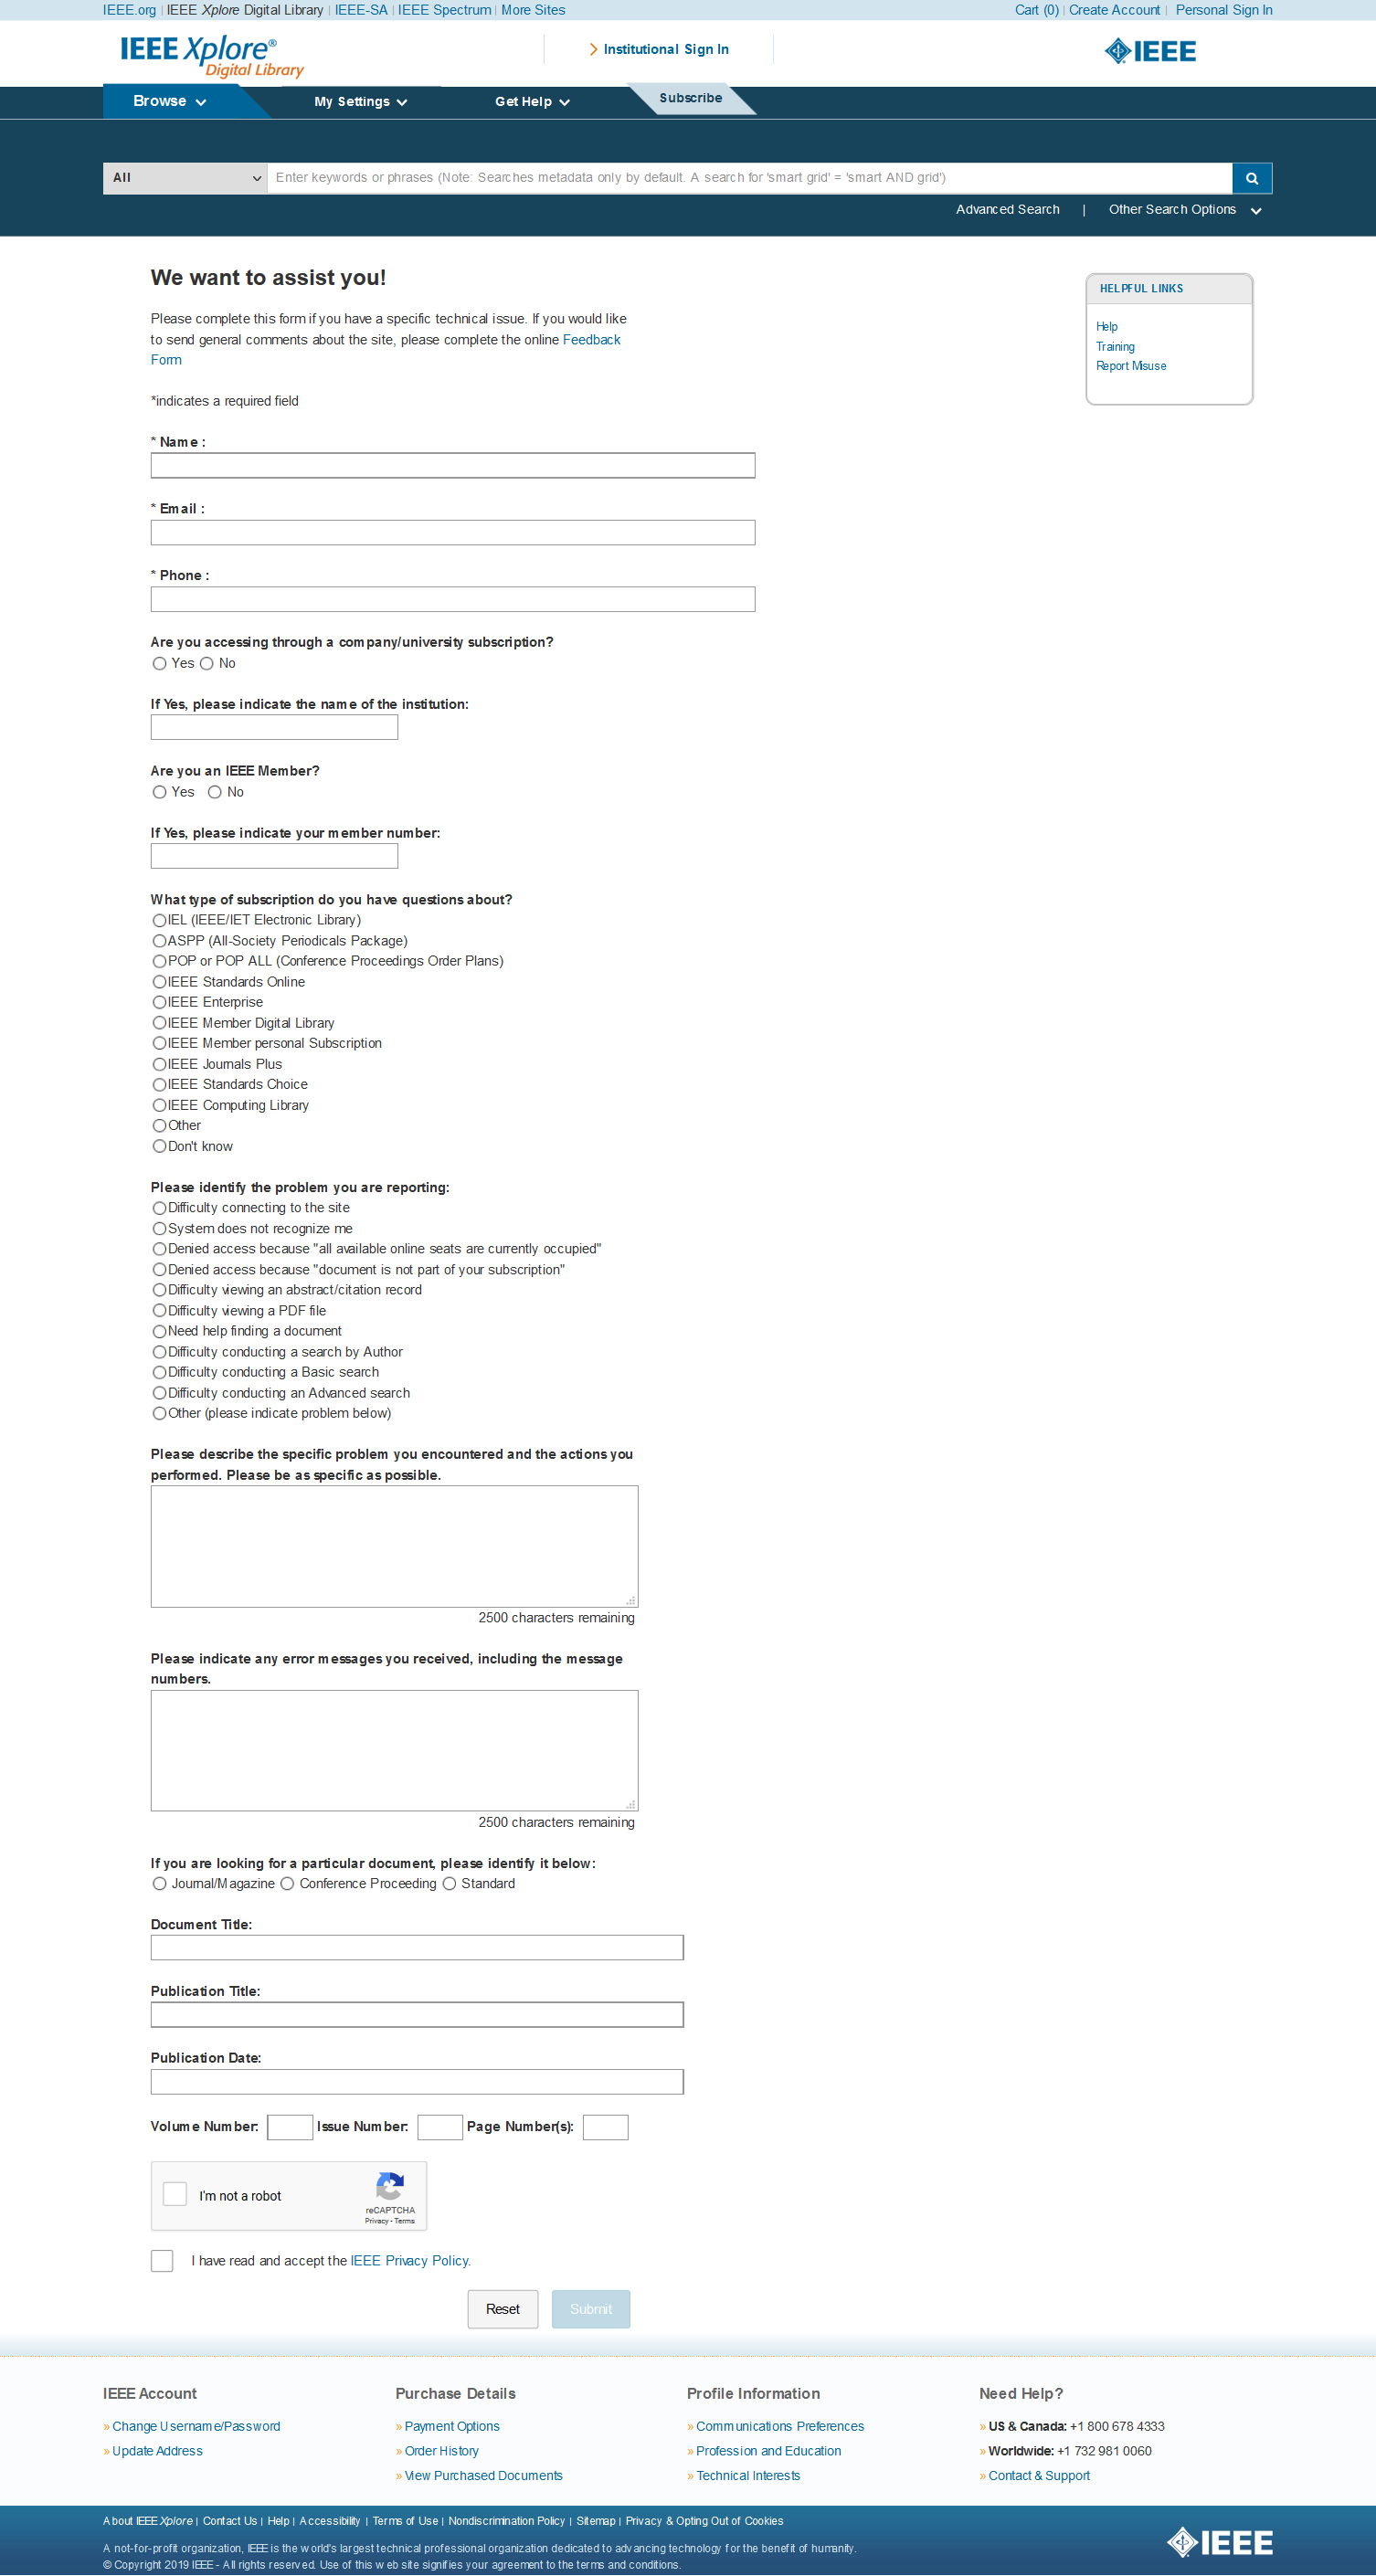 IEEE.org | IEEE Xplore Digital Library | IEEE-SA | IEEE Spectrum | More Sites
Cart (0) | Create Account | Personal Sign In
IEEE Xplore®
Digital Library
Institutional Sign In
IEEE
Browse
My Settings
Get Help
Subscribe
All
Enter keywords or phrases (Note: Searches metadata only by default. A search for 'smart grid' = 'smart AND grid')
Advanced Search | Other Search Options
We want to assist you!
Please complete this form if you have a specific technical issue. If you would like
to send general comments about the site, please complete the online Feedback
Form
HELPFUL LINKS
Help
Training
Report Misuse
*indicates a required field
* Name :
* Email :
* Phone :
Are you accessing through a company/university subscription?
Yes No
If Yes, please indicate the name of the institution:
Are you an IEEE Member?
Yes No
If Yes, please indicate your member number:
What type of subscription do you have questions about?
IEL (IEEE/IET Electronic Library)
ASPP (All-Society Periodicals Package)
POP or POP ALL (Conference Proceedings Order Plans)
IEEE Standards Online
IEEE Enterprise
IEEE Member Digital Library
IEEE Member personal Subscription
IEEE Journals Plus
IEEE Standards Choice
IEEE Computing Library
Other
Don't know
Please identify the problem you are reporting:
Difficulty connecting to the site
System does not recognize me
Denied access because "all available online seats are currently occupied"
Denied access because "document is not part of your subscription"
Difficulty viewing an abstract/citation record
Difficulty viewing a PDF file
Need help finding a document
Difficulty conducting a search by Author
Difficulty conducting a Basic search
Difficulty conducting an Advanced search
Other (please indicate problem below)
Please describe the specific problem you encountered and the actions you
performed. Please be as specific as possible.
2500 characters remaining
Please indicate any error messages you received, including the message
numbers.
2500 characters remaining
If you are looking for a particular document, please identify it below:
Journal/Magazine Conference Proceeding Standard
Document Title:
Publication Title:
Publication Date:
Volume Number: Issue Number: Page Number(s):
I'm not a robot
reCAPTCHA
Privacy - Terms
I have read and accept the IEEE Privacy Policy.
Reset
Submit
IEEE Account
» Change Username/Password
» Update Address
Purchase Details
» Payment Options
» Order History
» View Purchased Documents
Profile Information
» Communications Preferences
» Profession and Education
» Technical Interests
Need Help?
» US & Canada: +1 800 678 4333
» Worldwide: +1 732 981 0060
» Contact & Support
About IEEE Xplore | Contact Us | Help | Accessibility | Terms of Use | Nondiscrimination Policy | Sitemap | Privacy & Opting Out of Cookies
A not-for-profit organization, IEEE is the world's largest technical professional organization dedicated to advancing technology for the benefit of humanity.
© Copyright 2019 IEEE - All rights reserved. Use of this web site signifies your agreement to the terms and conditions.
IEEE